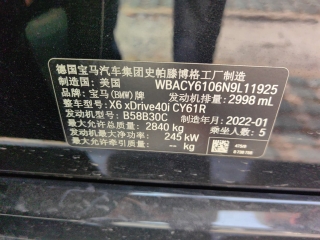 德国宝马汽车集团史帕滕博格工厂制造
制造国：美国 WBACY6106N9L11925
品牌：宝马(BMW)牌 发动机排量：2998 mL
型号：X6 xDrive40i CY61R
发动机型号：B58B30C 制造年月：2022-01
最大允许总质量：2840 kg 乘坐人数：5
发动机最大净功率：245 kW
最大允许牵引质量：-- kg